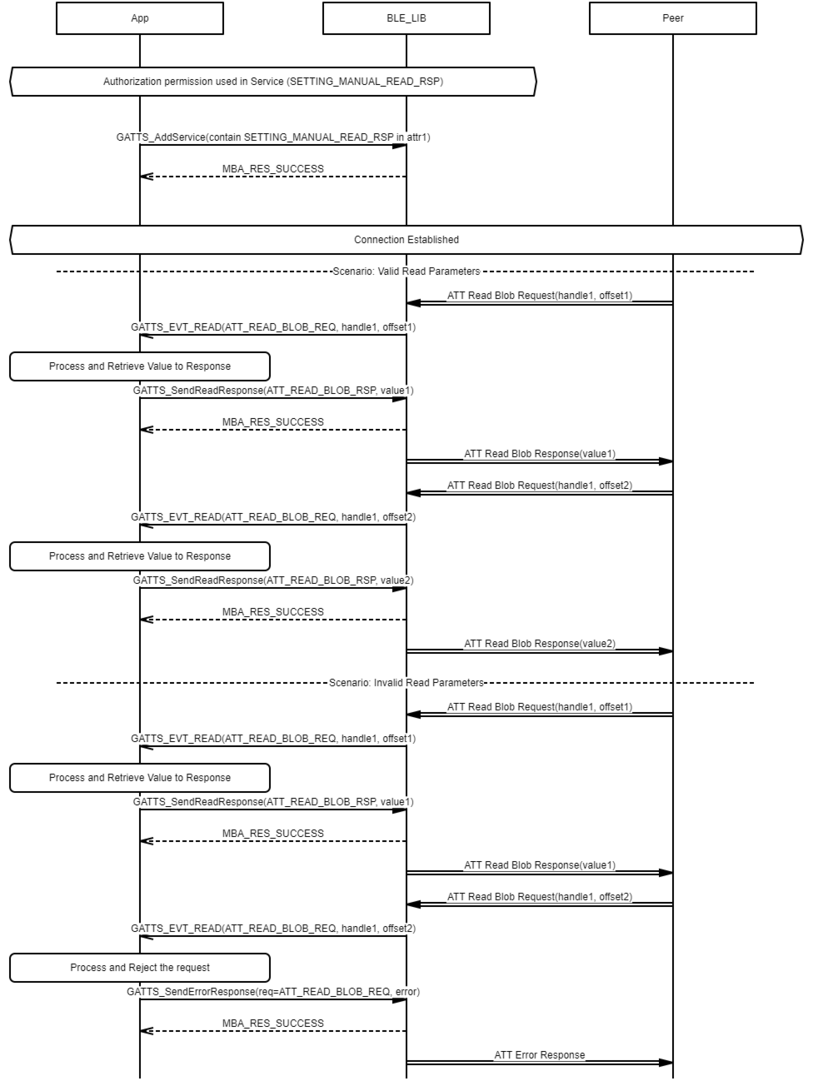 App
BLE_LIB
Peer
Authorization permission used in Service (SETTING_MANUAL_READ_RSP)
GATTS_AddService(contain SETTING_MANUAL_READ_RSP in attr1)
MBA_RES_SUCCESS
Connection Established
Scenario: Valid Read Parameters
ATT Read Blob Request(handle1, offset1)
GATTS_EVT_READ(ATT_READ_BLOB_REQ, handle1, offset1)
Process and Retrieve Value to Response
GATTS_SendReadResponse(ATT_READ_BLOB_RSP, value1)
MBA_RES_SUCCESS
ATT Read Blob Response(value1)
ATT Read Blob Request(handle1, offset2)
GATTS_EVT_READ(ATT_READ_BLOB_REQ, handle1, offset2)
Process and Retrieve Value to Response
GATTS_SendReadResponse(ATT_READ_BLOB_RSP, value2)
MBA_RES_SUCCESS
ATT Read Blob Response(value2)
Scenario: Invalid Read Parameters
ATT Read Blob Request(handle1, offset1)
GATTS_EVT_READ(ATT_READ_BLOB_REQ, handle1, offset1)
Process and Retrieve Value to Response
GATTS_SendReadResponse(ATT_READ_BLOB_RSP, value1)
MBA_RES_SUCCESS
ATT Read Blob Response(value1)
ATT Read Blob Request(handle1, offset2)
GATTS_EVT_READ(ATT_READ_BLOB_REQ, handle1, offset2)
Process and Reject the request
GATTS_SendErrorResponse(req=ATT_READ_BLOB_REQ, error)
MBA_RES_SUCCESS
ATT Error Response